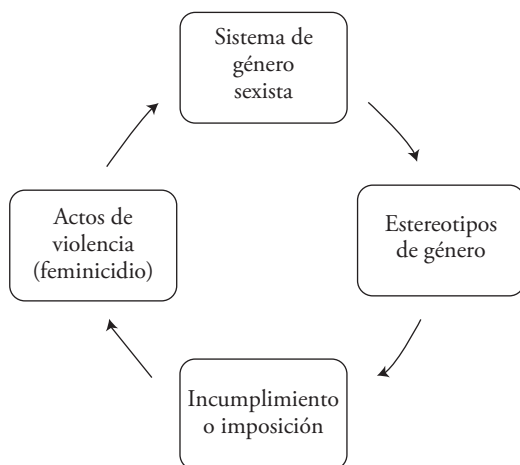 Sistema de
género
sexista
Estereotipos
de género
Incumplimiento
o imposición
Actos de
violencia
(feminicidio)